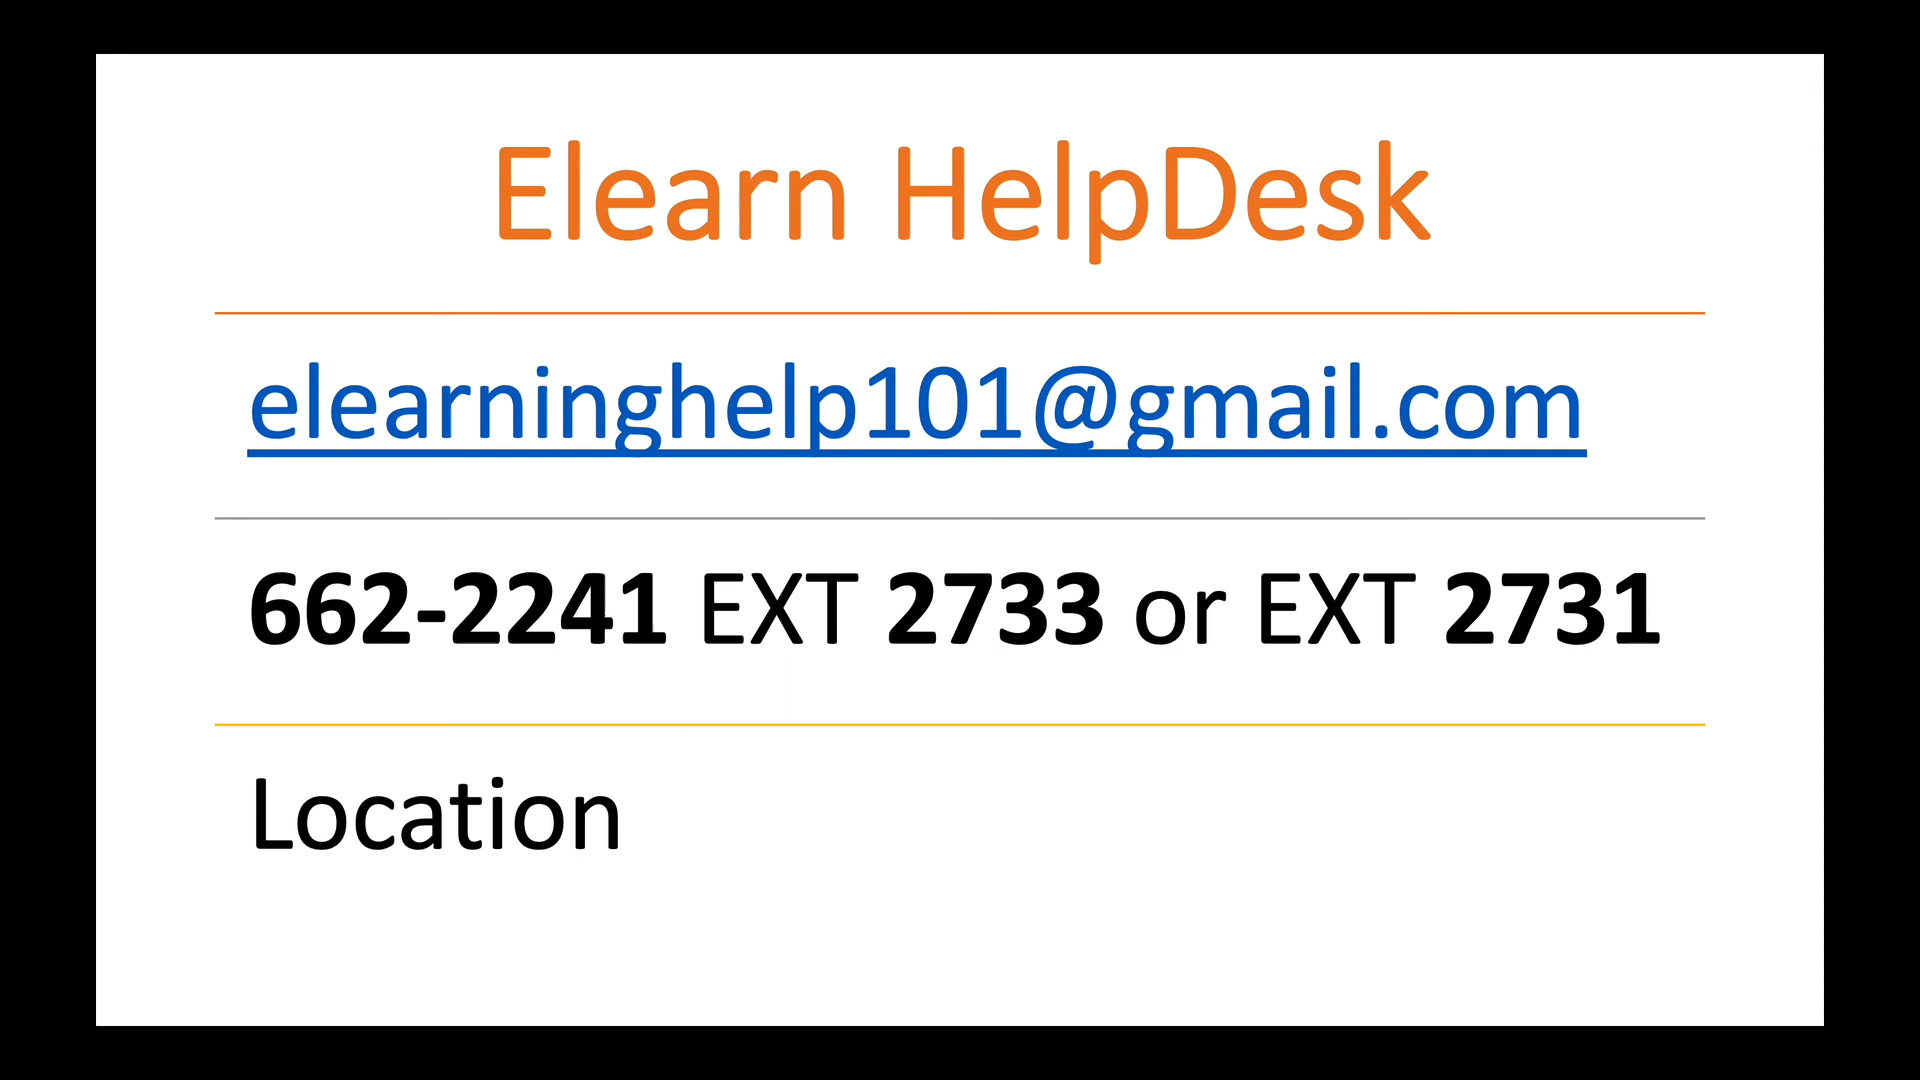 Elearn HelpDesk
elearninghelp101@gmail.com
662-2241 EXT 2733 or EXT 2731
Location